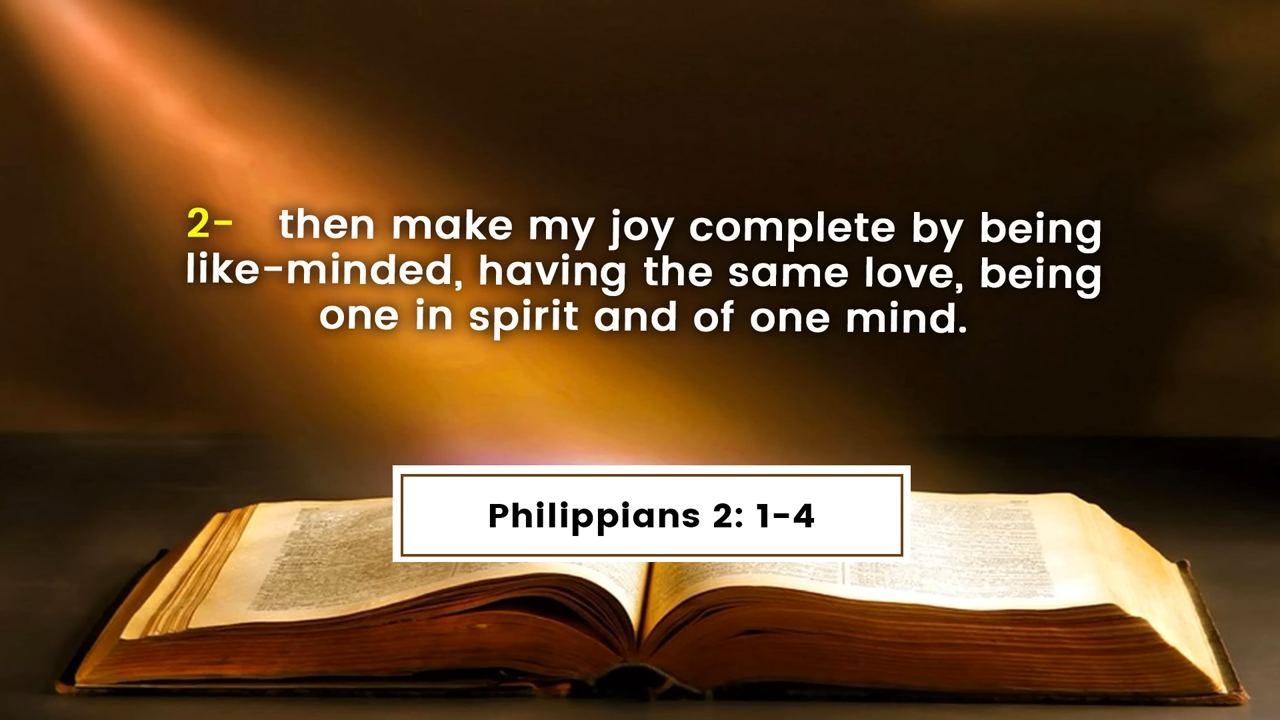 2- then make my joy complete by being
like-minded, having the same love, being
one in spirit and of one mind.
Philippians 2: 1-4